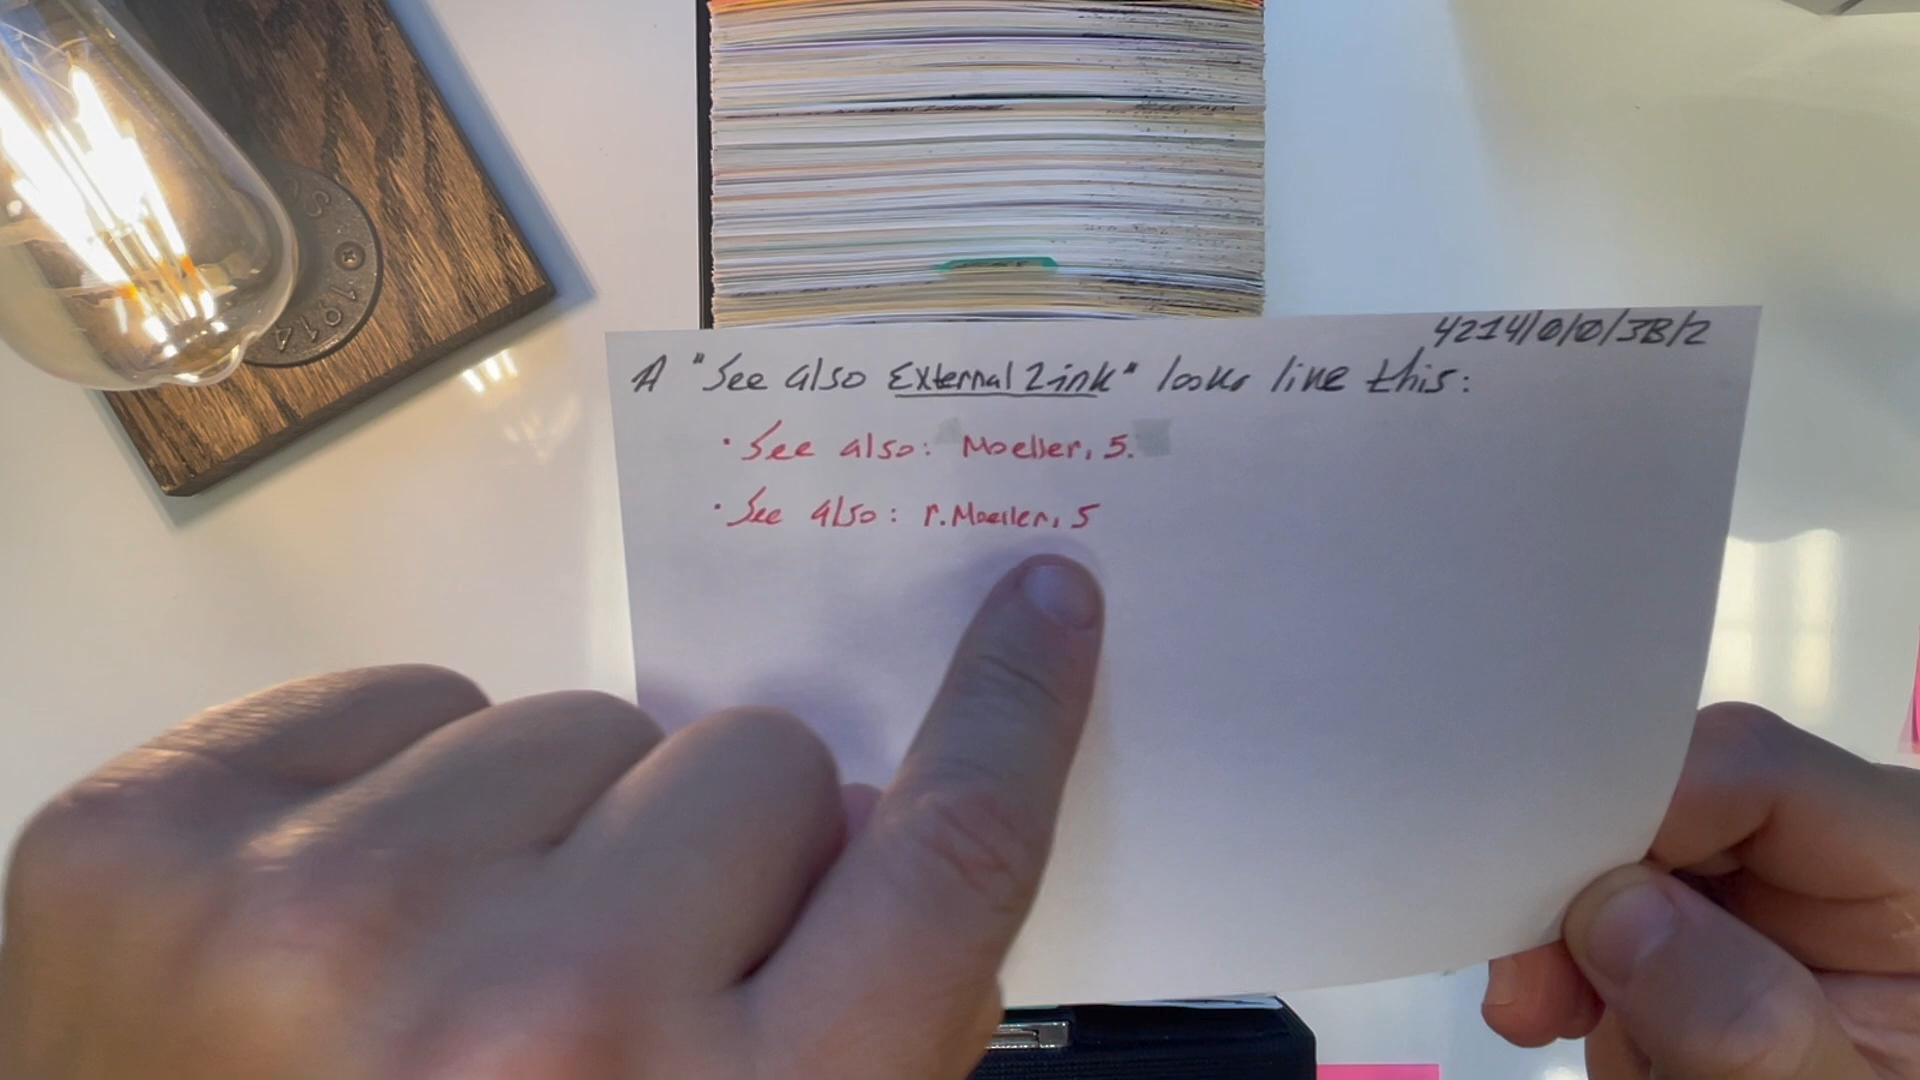 4214/0/0/3B/2
A "See also External Link" looks like this:
· See also: Moeller, 5.
· See also: r.Moeller, 5
1914